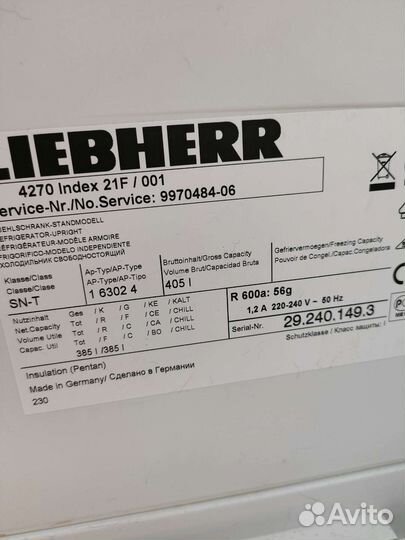 LIEBHERR
4270 Index 21F / 001
Service-Nr./No.Service: 9970484-06
KÜHLSCHRANK-STANDMODELL
REFRIGERATOR-UPRIGHT
REFRIGERATEUR-MODÈLE ARMOIRE
FRIGORIFICO-MODELO INDEPENDIENTE
ХОЛОДИЛЬНИК СВОБОДНОСТОЯЩИЙ
Klasse/Class
Classe/Clase
SN-T
Ap-Typ/AP-Type
AP-Type/AP-Tipo
1 6302 4
Bruttoinhalt/Gross Capacity
Volume Brut/Capacidad Bruta
405 l
Gefriervermoegen/Freezing Capacity
Pouvoir de Congel./Cap.Congeladora
Nutzinhalt Ges / K / G / KE / KALT
Net.Capacity Tot / R / F / CE / CHILL
Volume Utile Tot / R / C / CA / CHILL
Capac. Util Tot / F / C / BO / CHILL
385 l /385 l
R 600a: 56g
1,2 A 220-240 V ~ 50 Hz
Serial-Nr. 29.240.149.3
Schutzklasse / Класс защиты: I
Insulation (Pentan)
Made in Germany/ Сделано в Германии
230
Avito